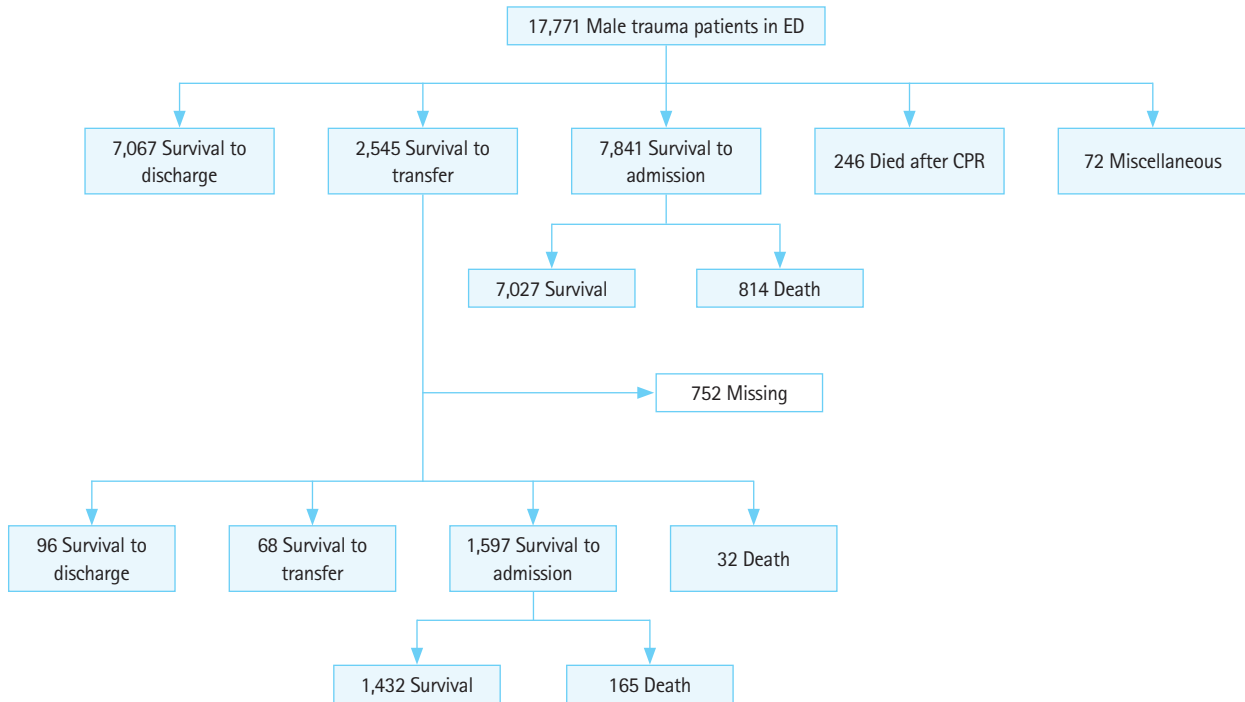 17,771 Male trauma patients in ED
7,067 Survival to
discharge
2,545 Survival to
transfer
7,841 Survival to
admission
246 Died after CPR
72 Miscellaneous
7,027 Survival
814 Death
752 Missing
96 Survival to
discharge
68 Survival to
transfer
1,597 Survival to
admission
32 Death
1,432 Survival
165 Death